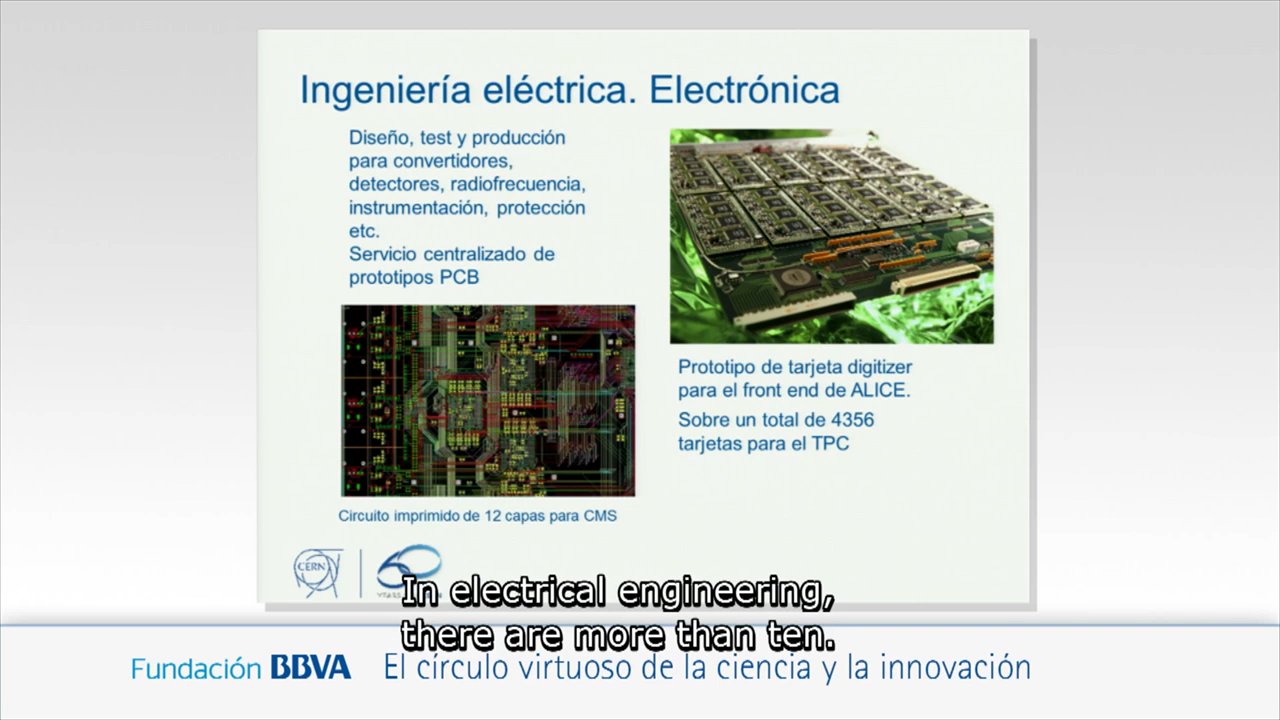 Ingeniería eléctrica. Electrónica
Diseño, test y producción
para convertidores,
detectores, radiofrecuencia,
instrumentación, protección
etc.
Servicio centralizado de
prototipos PCB
Circuito imprimido de 12 capas para CMS
Prototipo de tarjeta digitizer
para el front end de ALICE.
Sobre un total de 4356
tarjetas para el TPC
CERN
60
In electrical engineering,
there are more than ten.
Fundación BBVA
El círculo virtuoso de la ciencia y la innovación